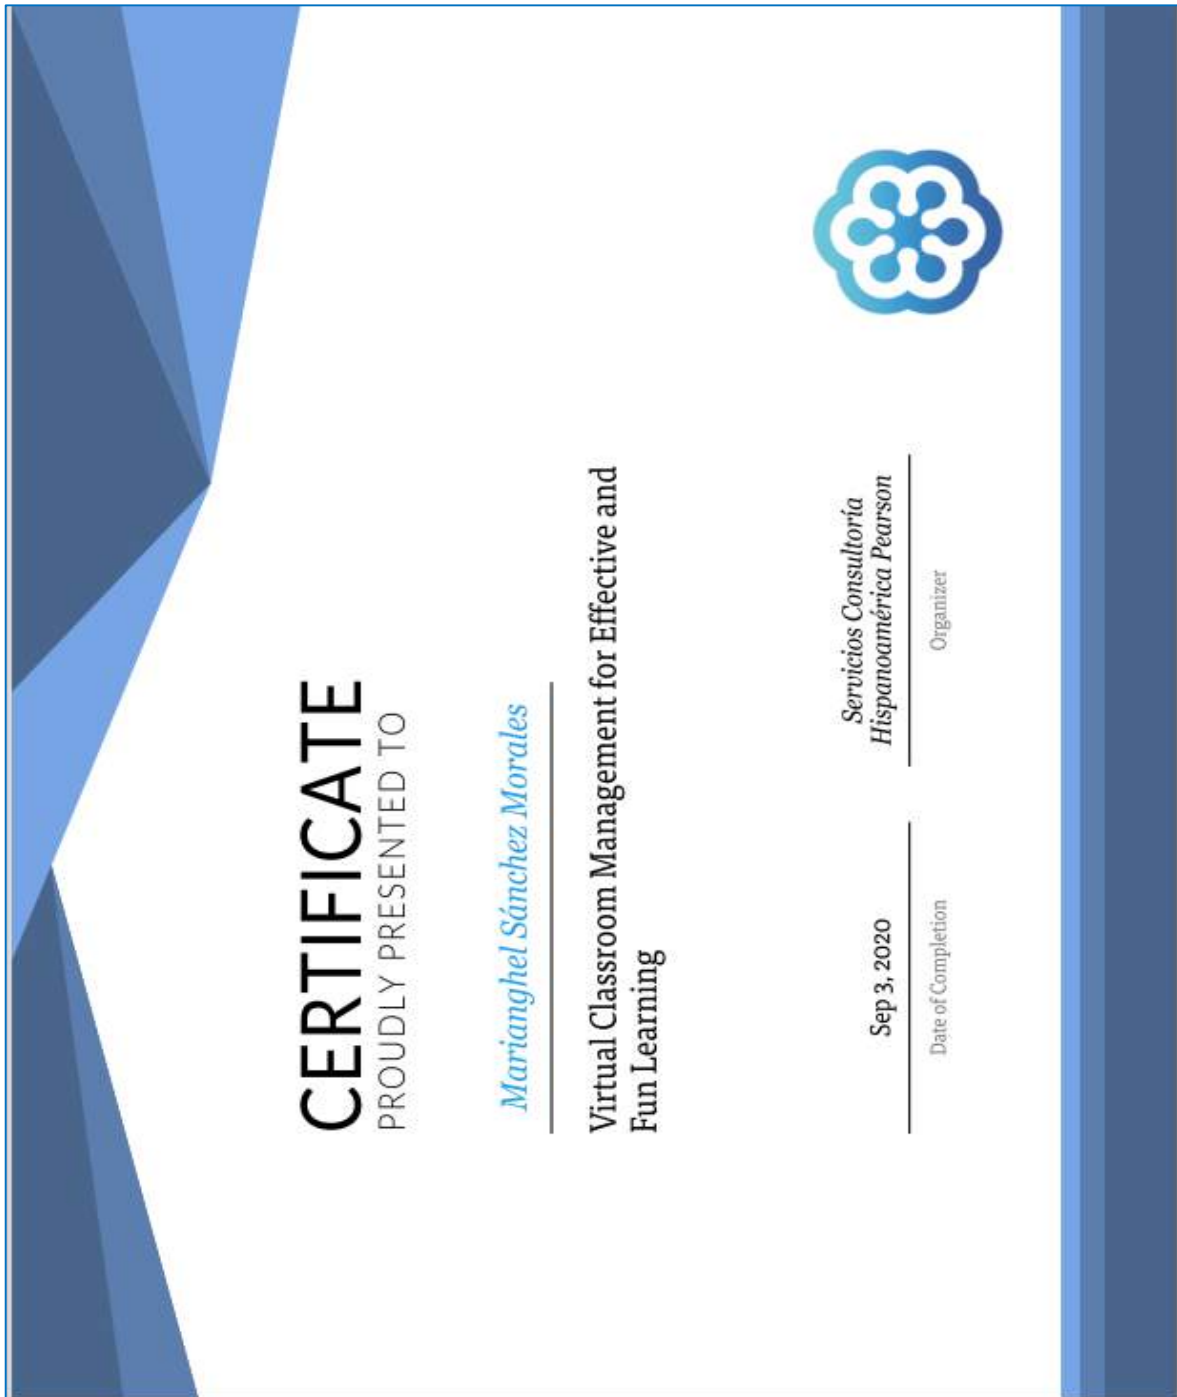 CERTIFICATE
PROUDLY PRESENTED TO
Marianghel Sánchez Morales
Virtual Classroom Management for Effective and
Fun Learning
Sep 3, 2020
Date of Completion
Servicios Consultoría
Hispanoamérica Pearson
Organizer